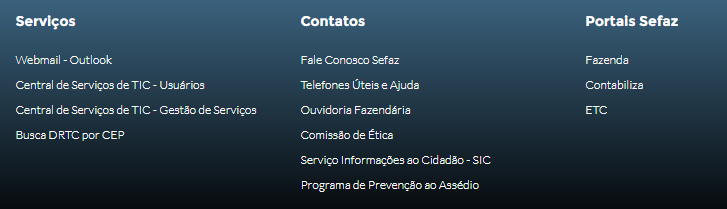 Serviços
Webmail - Outlook
Central de Serviços de TIC - Usuários
Central de Serviços de TIC - Gestão de Serviços
Busca DRTC por CEP
Contatos
Fale Conosco Sefaz
Telefones Úteis e Ajuda
Ouvidoria Fazendária
Comissão de Ética
Serviço Informações ao Cidadão - SIC
Programa de Prevenção ao Assédio
Portais Sefaz
Fazenda
Contabiliza
ETC